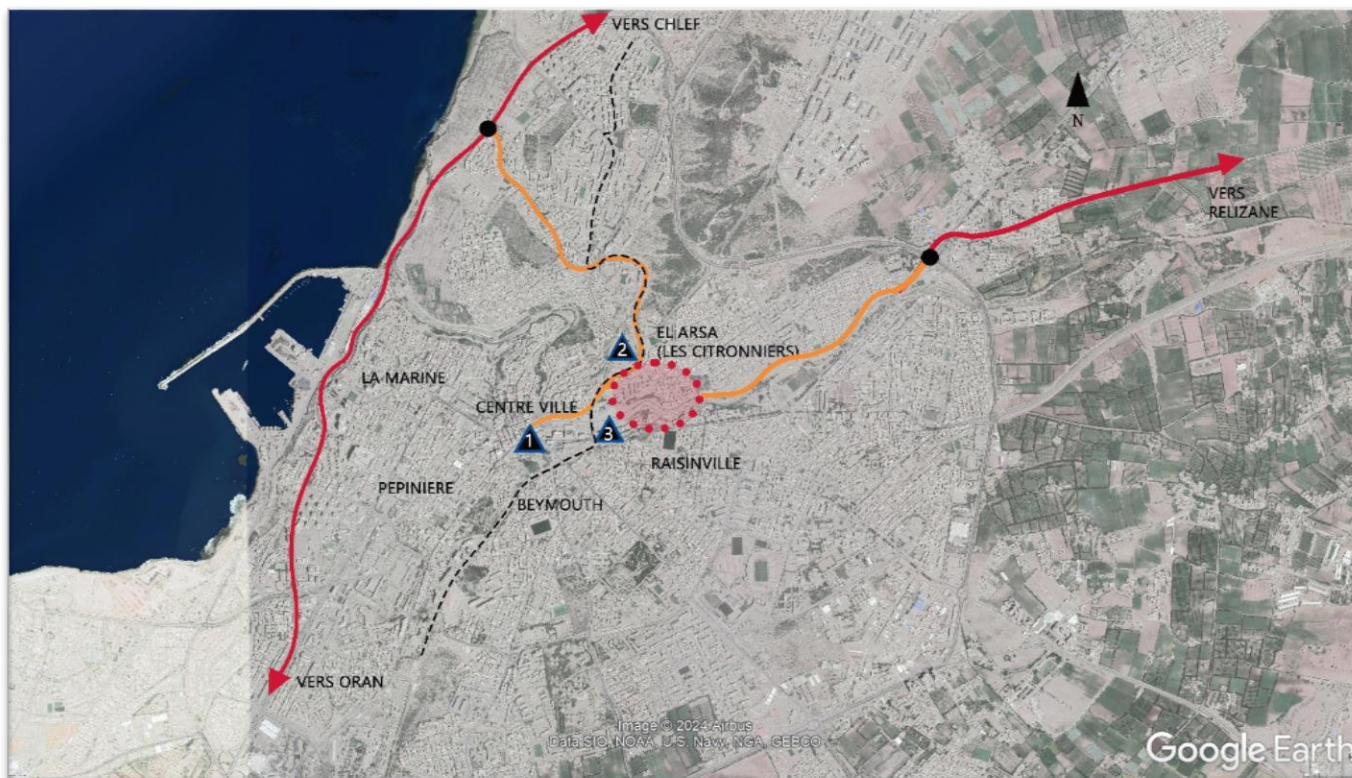 VERS CHLEF
N
VERS
RELIZANE
2
EL ARSA
(LES CITRONNIERS)
LA MARINE
CENTRE VILLE
1
3
RAISINVILLE
PEPINIERE
BEYMOUTH
VERS ORAN
Image © 2024 Airbus
Data SIO, NOAA, U.S. Navy, NGA, GEBCO
Google Earth